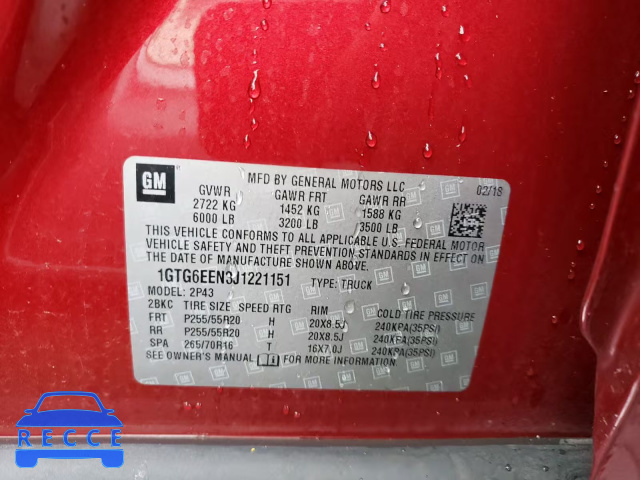 GM
MFD BY GENERAL MOTORS LLC
02/18
GVWR GAWR FRT GAWR RR
2722 KG 1452 KG 1588 KG
6000 LB 3200 LB 3500 LB
THIS VEHICLE CONFORMS TO ALL APPLICABLE U.S. FEDERAL MOTOR
VEHICLE SAFETY AND THEFT PREVENTION STANDARDS IN EFFECT ON
THE DATE OF MANUFACTURE SHOWN ABOVE.
1GTG6EEN3J1221151 TYPE: TRUCK
MODEL: 2P43
2BKC TIRE SIZE SPEED RTG RIM COLD TIRE PRESSURE
FRT P255/55R20 H 20X8.5J 240KPA(35PSI)
RR P255/55R20 H 20X8.5J 240KPA(35PSI)
SPA 265/70R16 T 16X7.0J 240KPA(35PSI)
SEE OWNER'S MANUAL FOR MORE INFORMATION.
RECCE